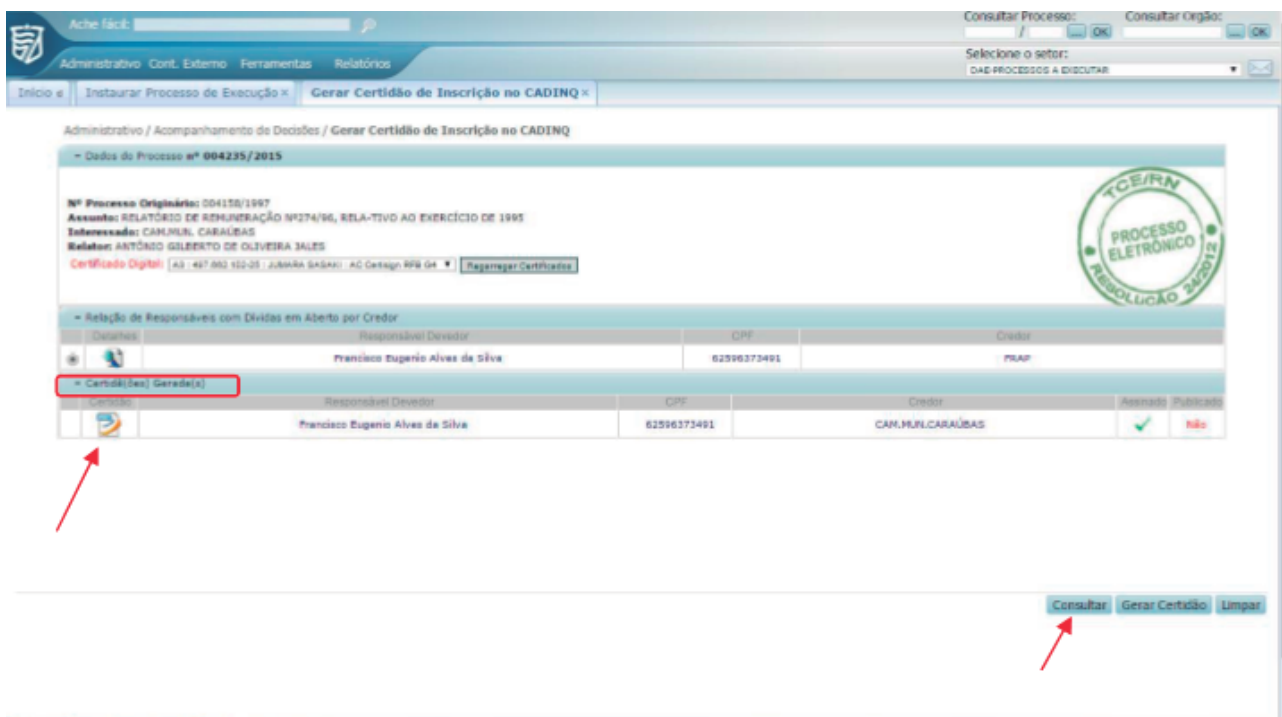 Ache fácil:
Consultar Processo: Consultar Orgão:
/ ... OK ... OK
Administrativo Cont. Externo Ferramentas Relatórios
Selecione o setor:
DAE-PROCESSOS A EXECUTAR
Início Instaurar Processo de Execução × Gerar Certidão de Inscrição no CADINQ ×
Administrativo / Acompanhamento de Decisões / Gerar Certidão de Inscrição no CADINQ
Dados do Processo nº 004235/2015
Nº Processo Originário: 004158/1997
Assunto: RELATÓRIO DE REMUNERAÇÃO Nº274/96, RELA-TIVO AO EXERCÍCIO DE 1995
Interessado: CAM.MUN. CARAÚBAS
Relator: ANTÔNIO GILBERTO DE OLIVEIRA JALES
Certificado Digital: AC Certisign RFB G4 Recarregar Certificados
TCE/RN
PROCESSO
ELETRÔNICO
RESOLUÇÃO 24/2012
Relação de Responsáveis com Dívidas em Aberto por Credor
Detalhes Responsável Devedor CPF Credor
Francisco Eugenio Alves da Silva 62596373491 FRAP
Certidã(ões) Gerada(s)
Certidão Responsável Devedor CPF Credor Assinado Publicado
Francisco Eugenio Alves da Silva 62596373491 CAM.MUN.CARAÚBAS Não
Consultar Gerar Certidão Limpar